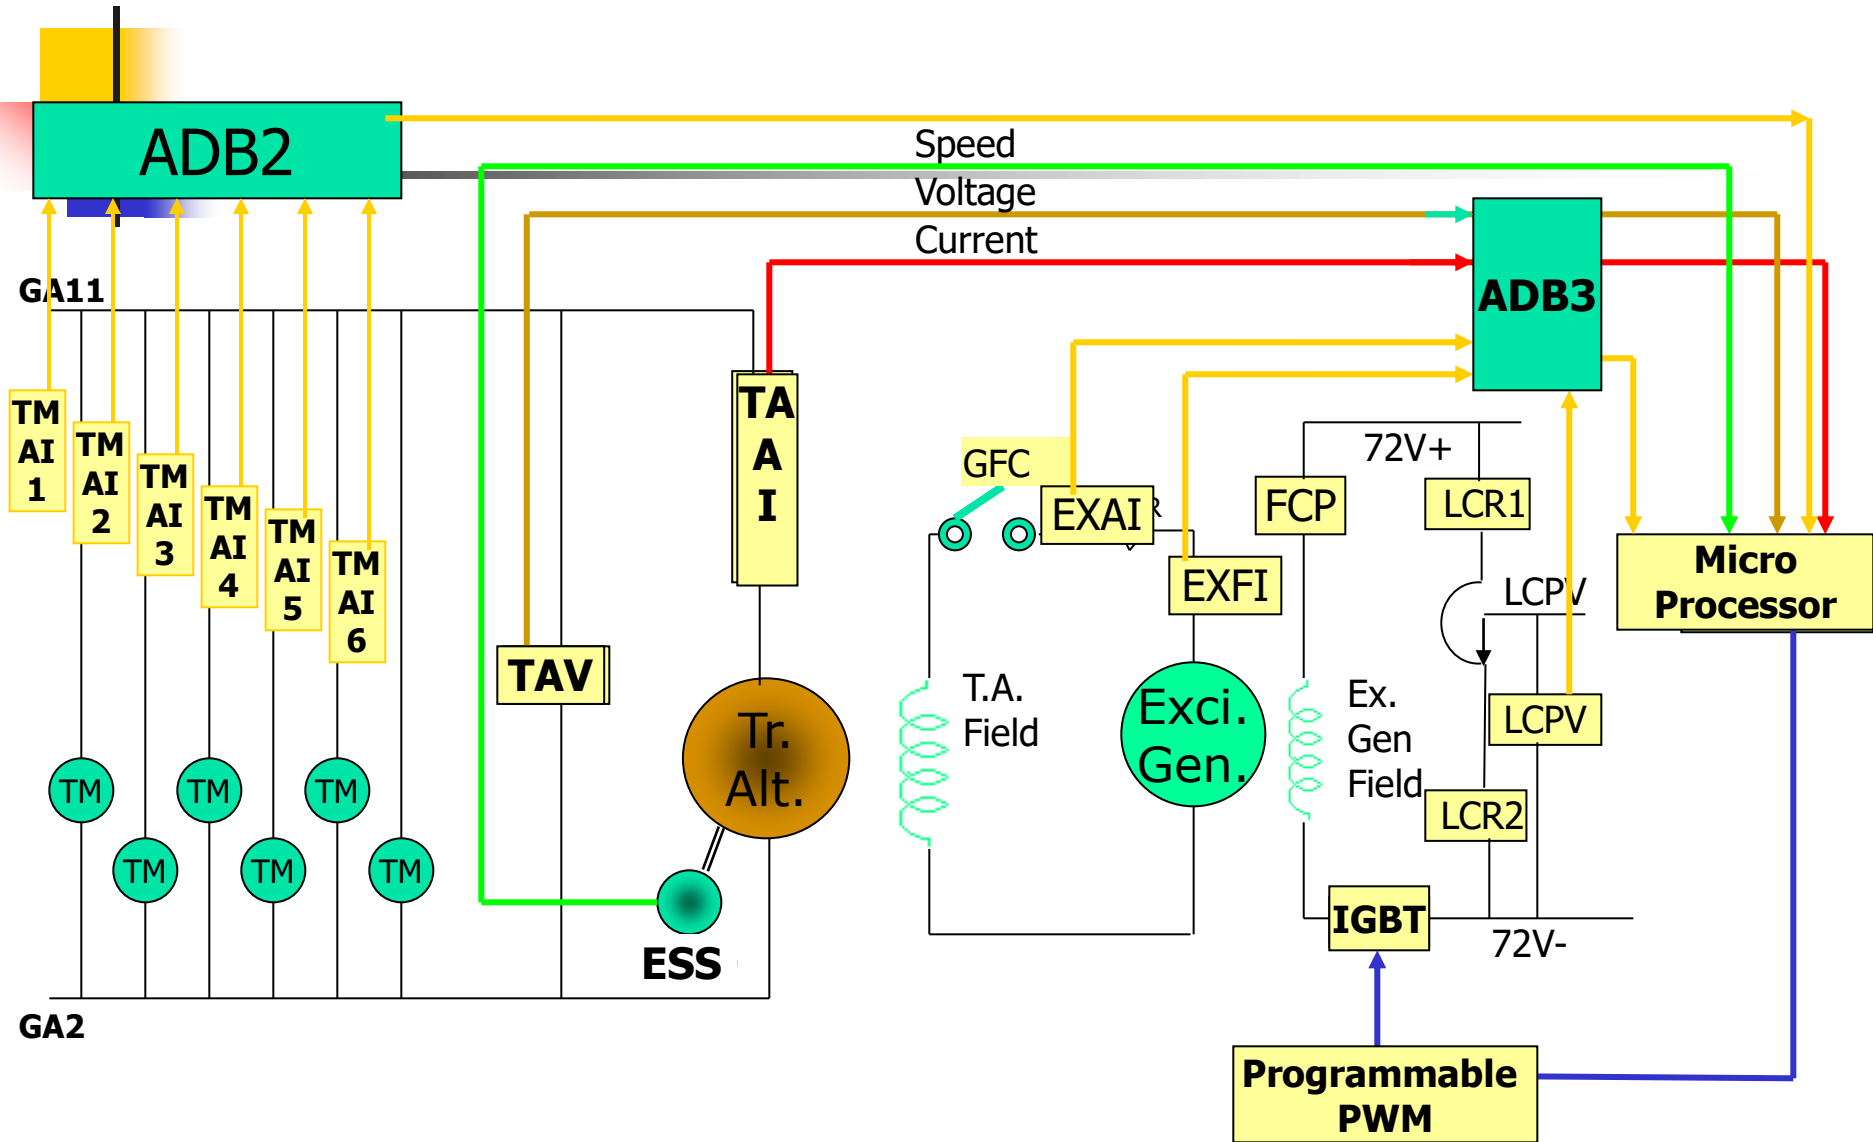 ADB2
Speed
Voltage
Current
ADB3
GA11
TM
AI
1
TM
AI
2
TM
AI
3
TM
AI
4
TM
AI
5
TM
AI
6
TA
A
I
GFC
EXAI
R
EXFI
72V+
FCP
LCR1
LCPV
Micro
Processor
TAV
Tr.
Alt.
T.A.
Field
Exci.
Gen.
Ex.
Gen
Field
LCPV
LCR2
TM
TM
TM
TM
TM
TM
ESS
IGBT
72V-
GA2
Programmable
PWM